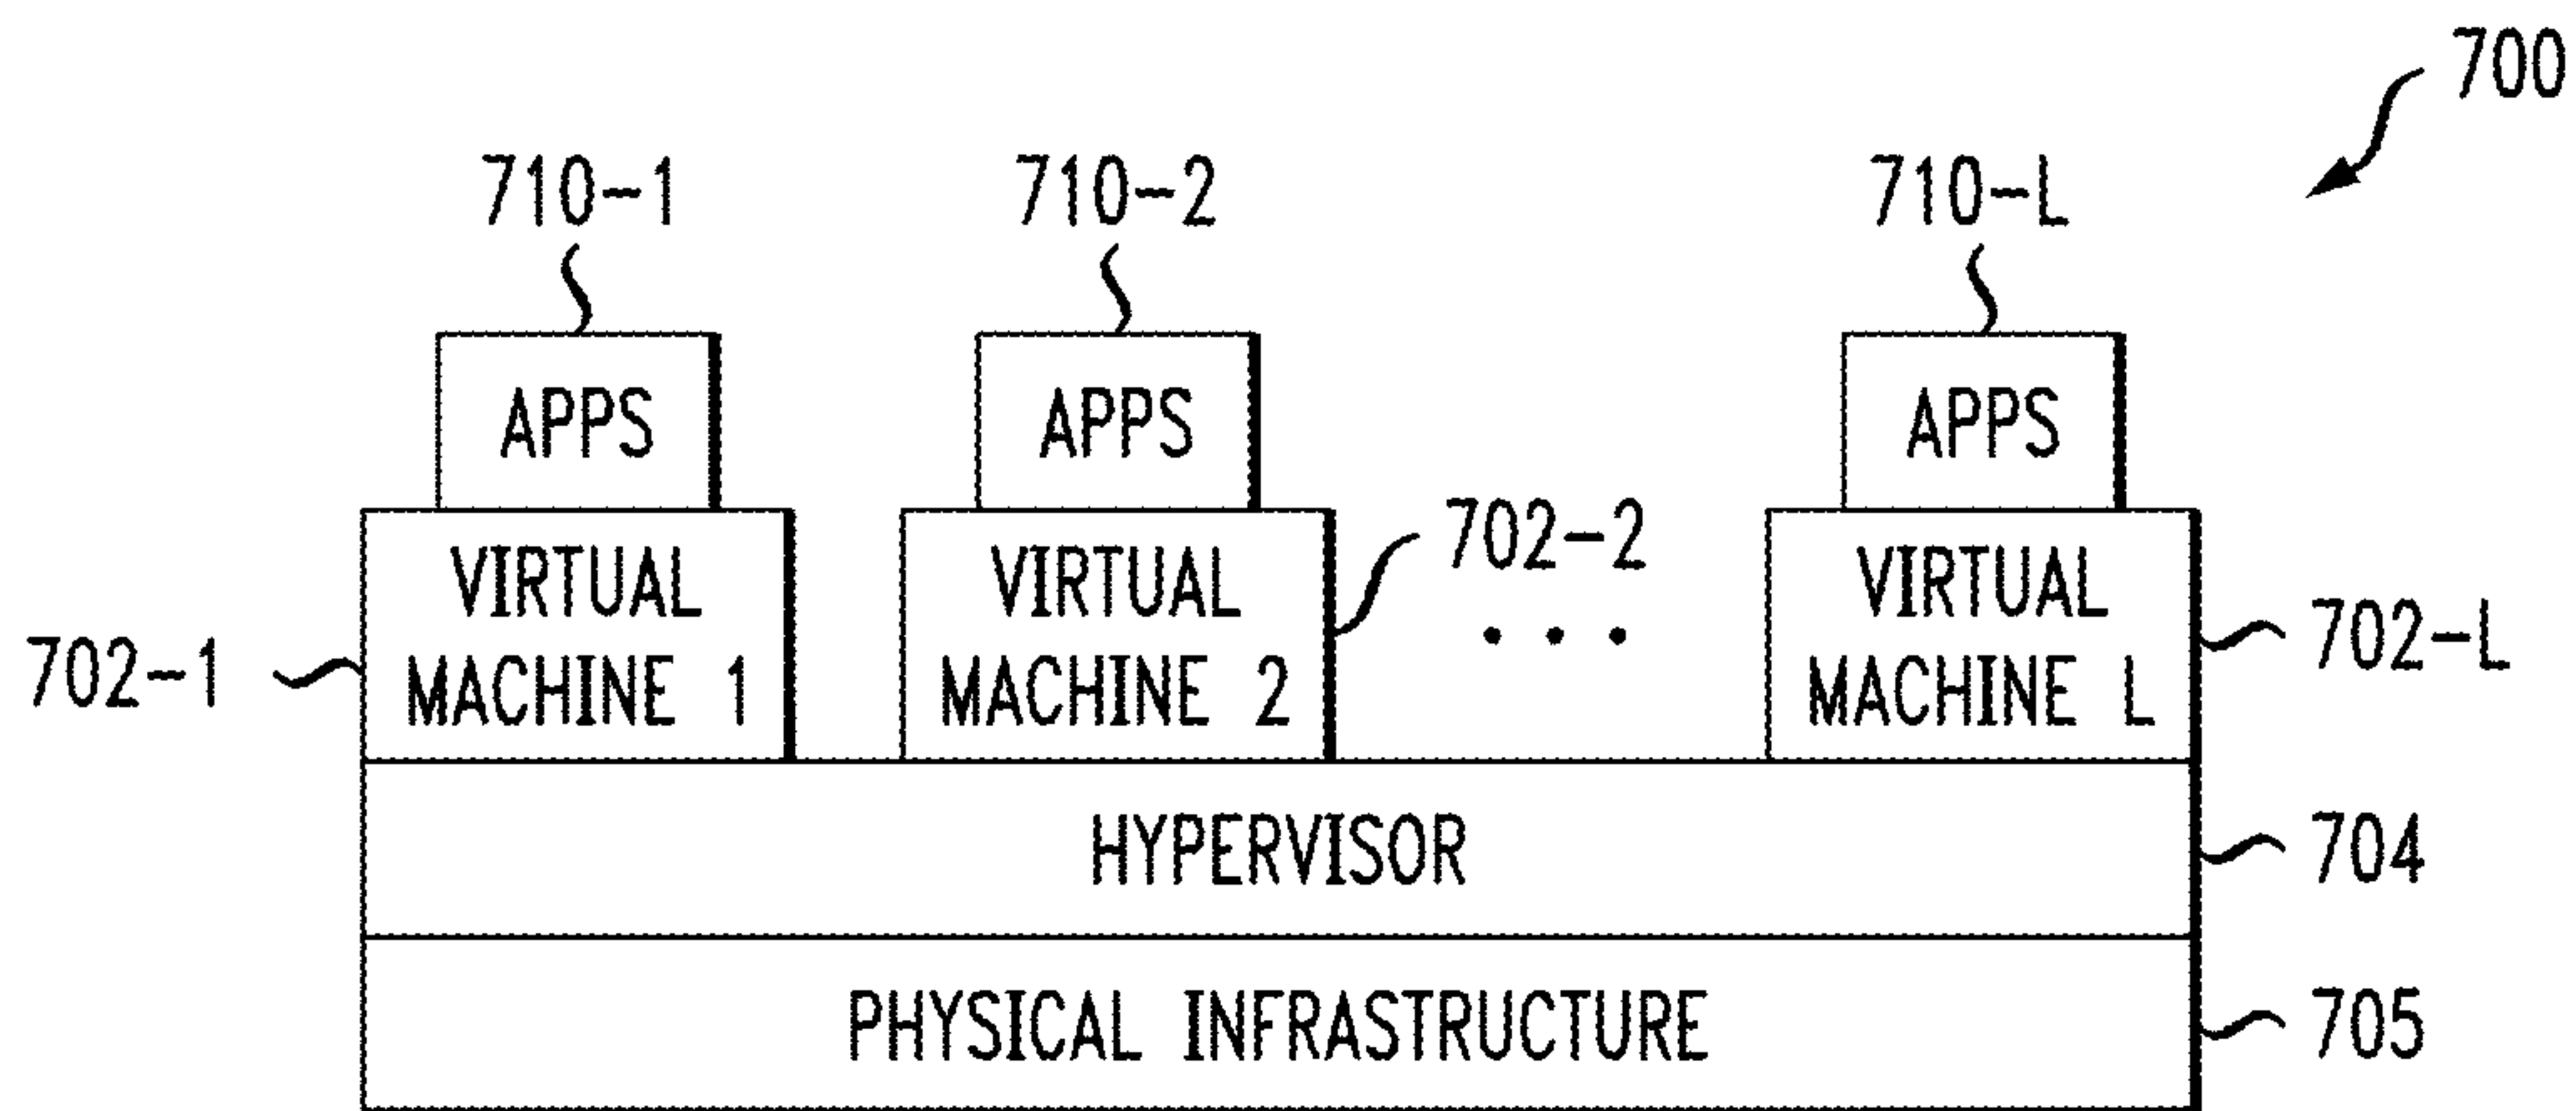 700
710-1
710-2
710-L
APPS
APPS
APPS
702-2
VIRTUAL
MACHINE 1
VIRTUAL
MACHINE 2
VIRTUAL
MACHINE L
702-1
702-L
HYPERVISOR
704
PHYSICAL INFRASTRUCTURE
705